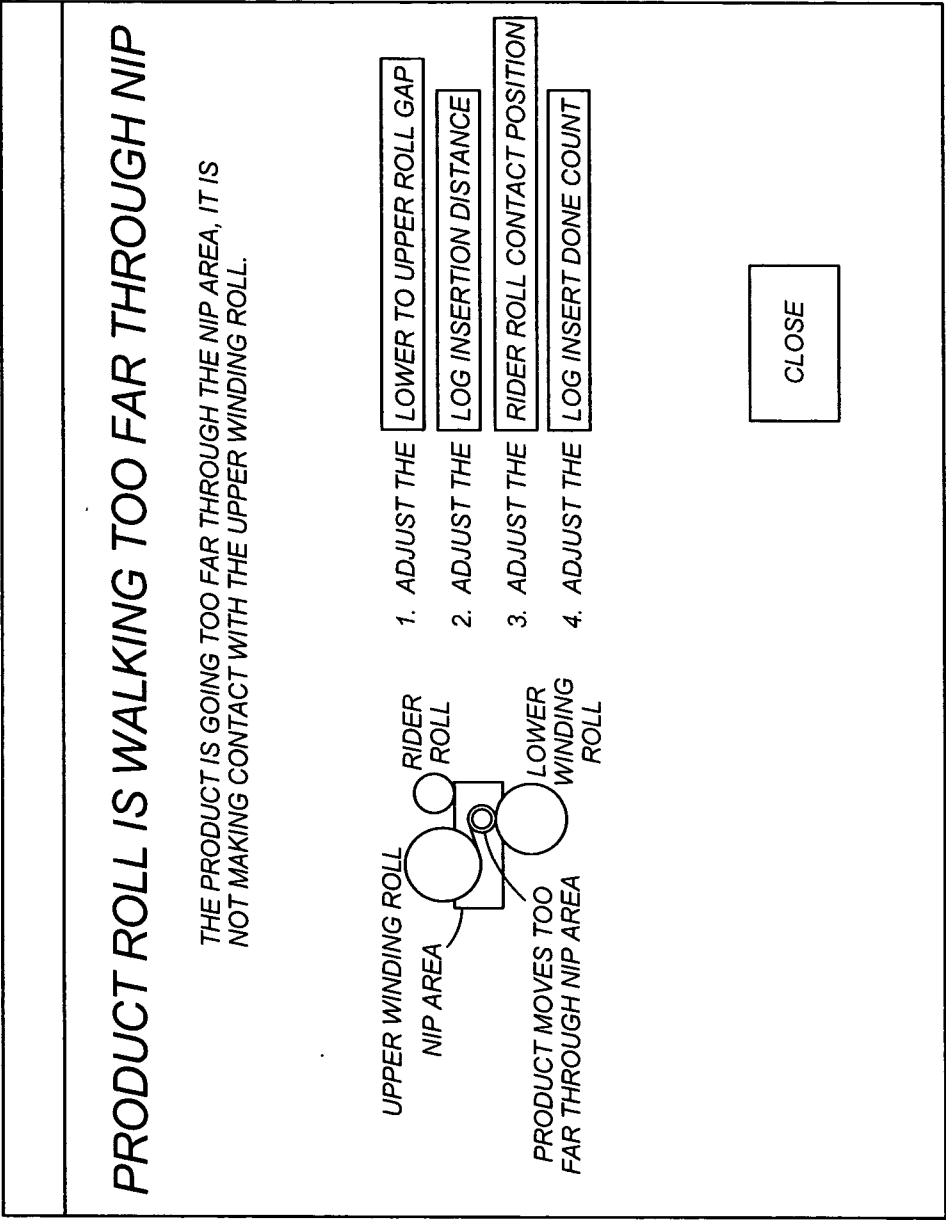 PRODUCT ROLL IS WALKING TOO FAR THROUGH NIP
THE PRODUCT IS GOING TOO FAR THROUGH THE NIP AREA, IT IS
NOT MAKING CONTACT WITH THE UPPER WINDING ROLL.
UPPER WINDING ROLL
NIP AREA
RIDER
ROLL
LOWER
WINDING
ROLL
PRODUCT MOVES TOO
FAR THROUGH NIP AREA
1. ADJUST THE LOWER TO UPPER ROLL GAP
2. ADJUST THE LOG INSERTION DISTANCE
3. ADJUST THE RIDER ROLL CONTACT POSITION
4. ADJUST THE LOG INSERT DONE COUNT
CLOSE